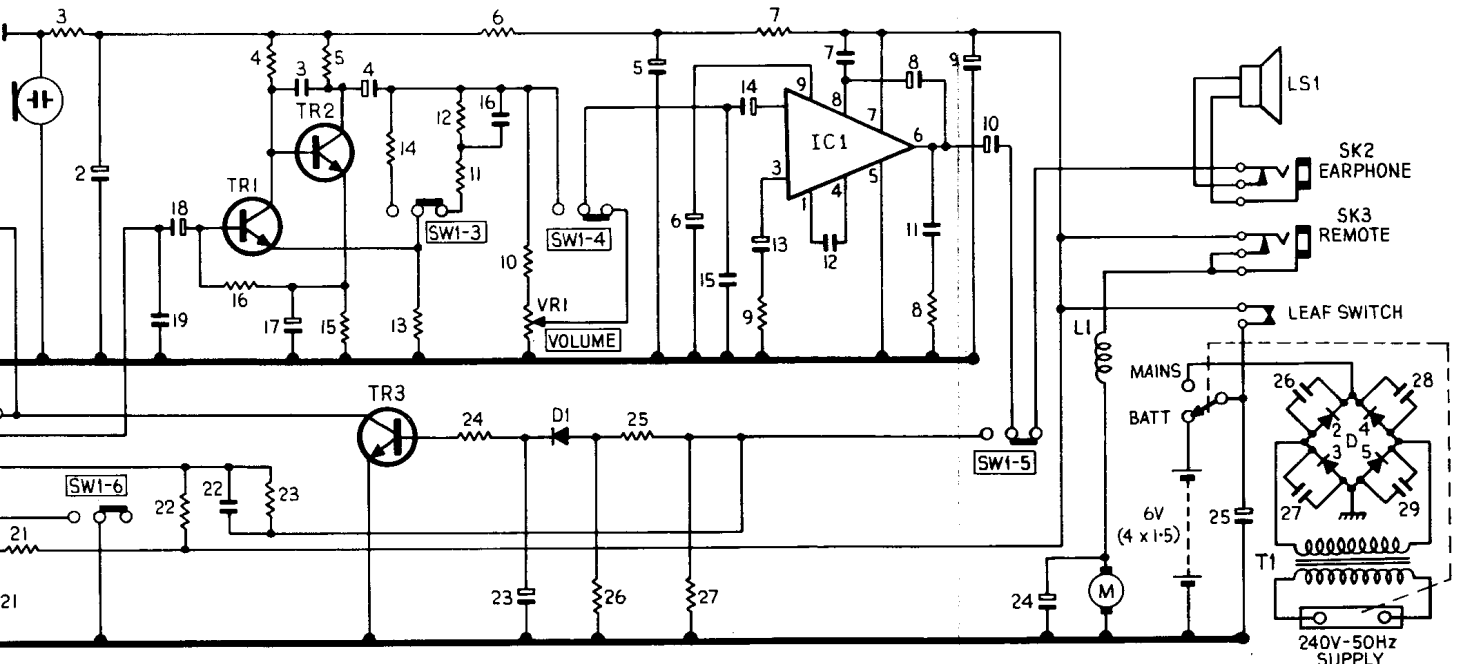 3
6
7
4
5
3
4
TR2
12
16
14
11
TR1
18
SW1-3
16
19
17
15
13
2
10
VR1
VOLUME
SW1-4
5
14
9
7
8
9
8
7
IC1
6
3
1
4
5
10
6
13
12
11
15
9
8
LS1
SK2
EARPHONE
SK3
REMOTE
LEAF SWITCH
L1
MAINS
BATT
26
28
2
4
D
3
5
27
29
TR3
24
D1
25
SW1-5
SW1-6
22
22
23
21
21
23
26
27
6V
(4 x 1·5)
25
24
M
T1
240V-50Hz
SUPPLY